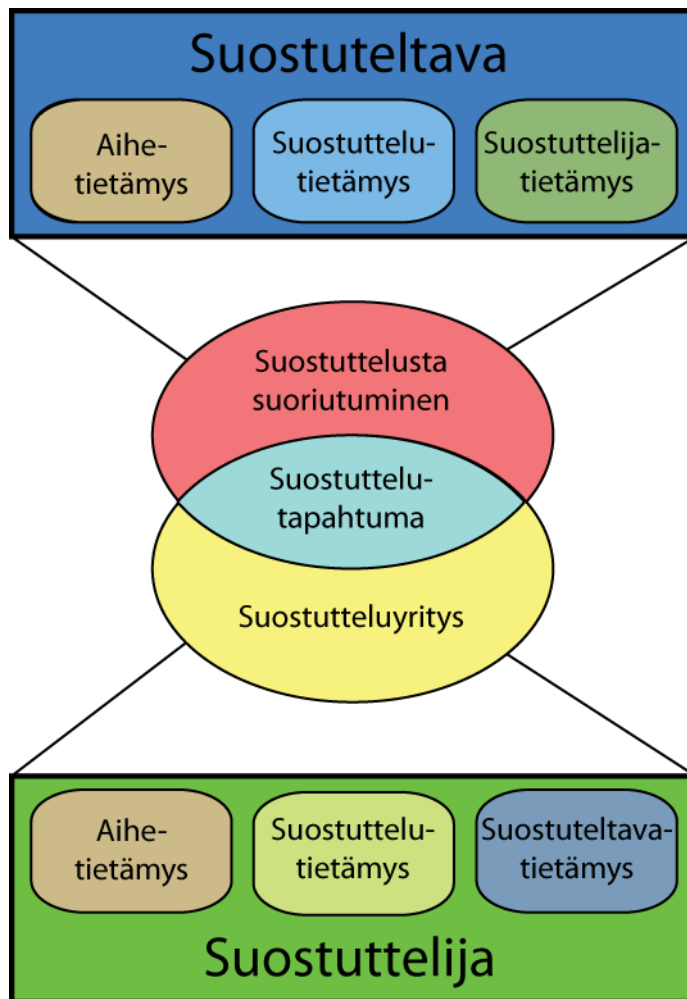 Suostuteltava
Aihe-
tietämys
Suostuttelu-
tietämys
Suostuttelija-
tietämys
Suostuttelusta
suoriutuminen
Suostuttelu-
tapahtuma
Suostutteluyritys
Aihe-
tietämys
Suostuttelu-
tietämys
Suostuteltava-
tietämys
Suostuttelija